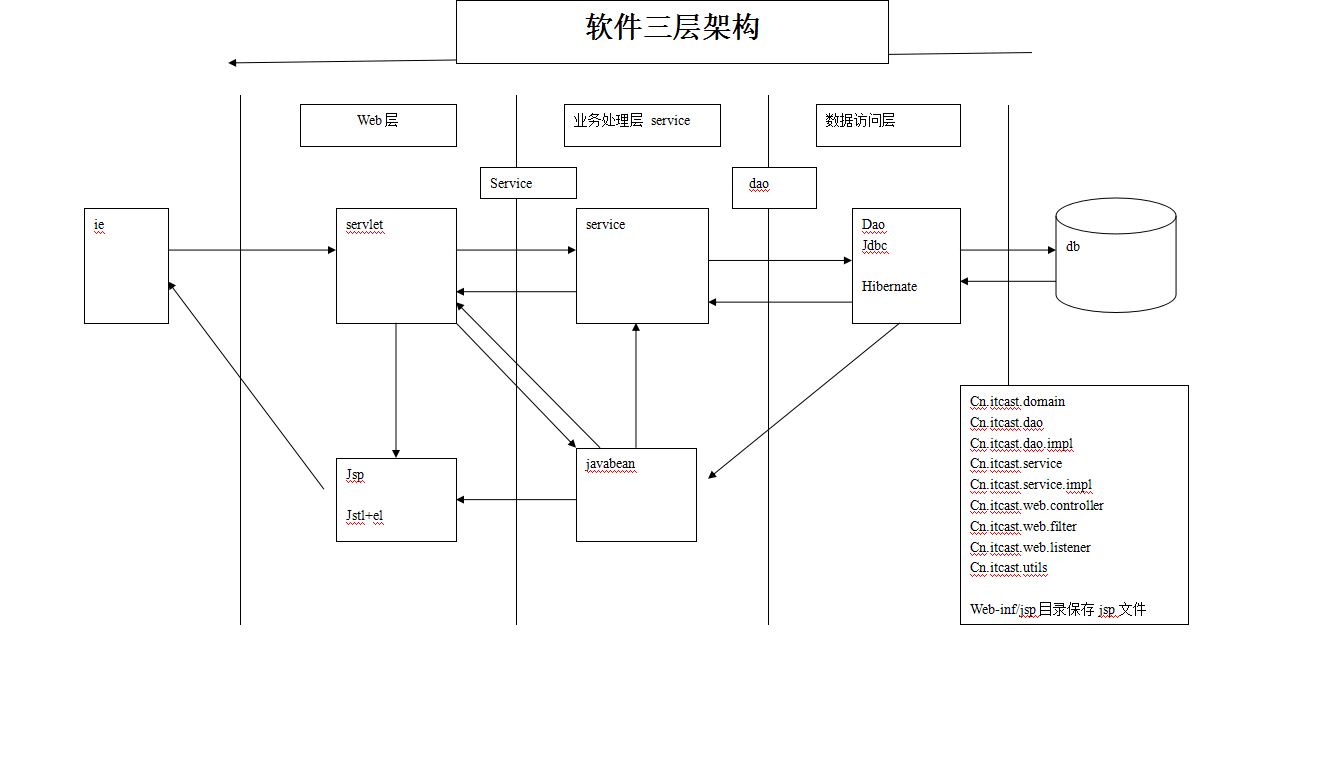 软件三层架构
Web层
业务处理层 service
数据访问层
Service
dao
ie
servlet
service
Dao
Jdbc
Hibernate
db
Jsp
Jstl+el
javabean
Cn.itcast.domain
Cn.itcast.dao
Cn.itcast.dao.impl
Cn.itcast.service
Cn.itcast.service.impl
Cn.itcast.web.controller
Cn.itcast.web.filter
Cn.itcast.web.listener
Cn.itcast.utils
Web-inf/jsp目录保存jsp文件